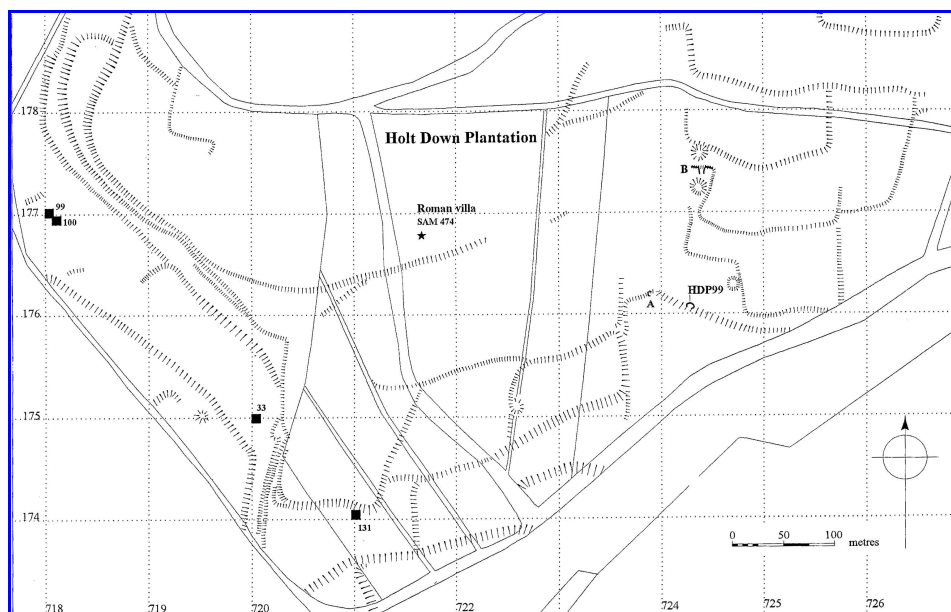 178
Holt Down Plantation
B
177
99
100
Roman villa
SAM 474
HDP99
A
176
175
33
174
131
0 50 100
metres
718
719
720
722
724
725
726